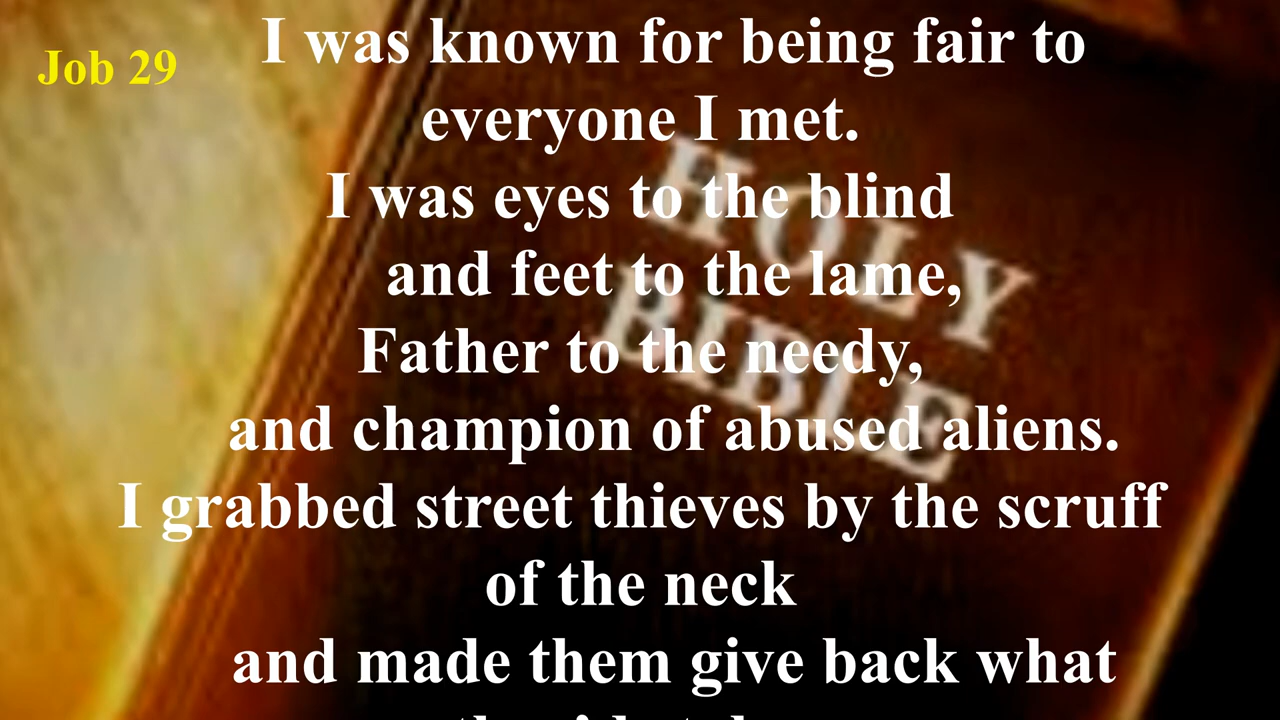 Job 29
I was known for being fair to
everyone I met.
I was eyes to the blind
and feet to the lame,
Father to the needy,
and champion of abused aliens.
I grabbed street thieves by the scruff
of the neck
and made them give back what
HOLY
BIBLE